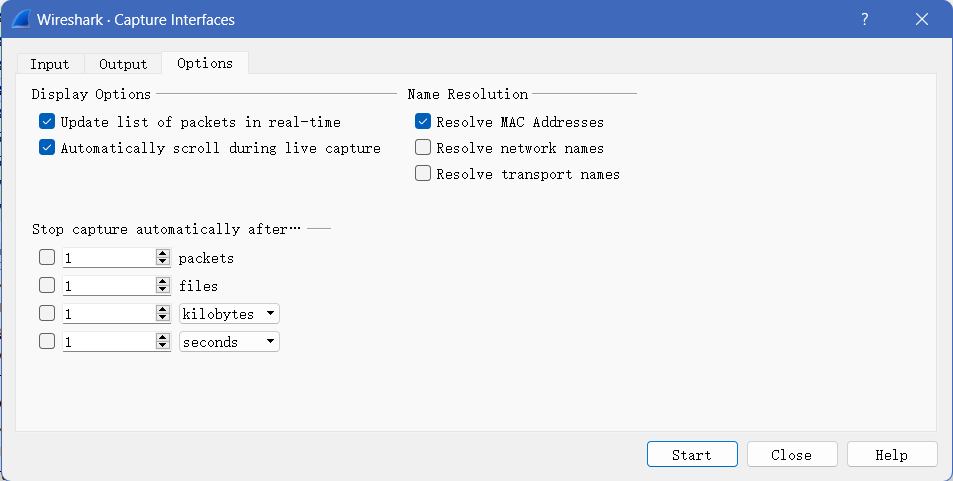 Wireshark · Capture Interfaces
?
Input Output Options
Display Options
Update list of packets in real-time
Automatically scroll during live capture
Name Resolution
Resolve MAC Addresses
Resolve network names
Resolve transport names
Stop capture automatically after…
1 packets
1 files
1 kilobytes
1 seconds
Start Close Help